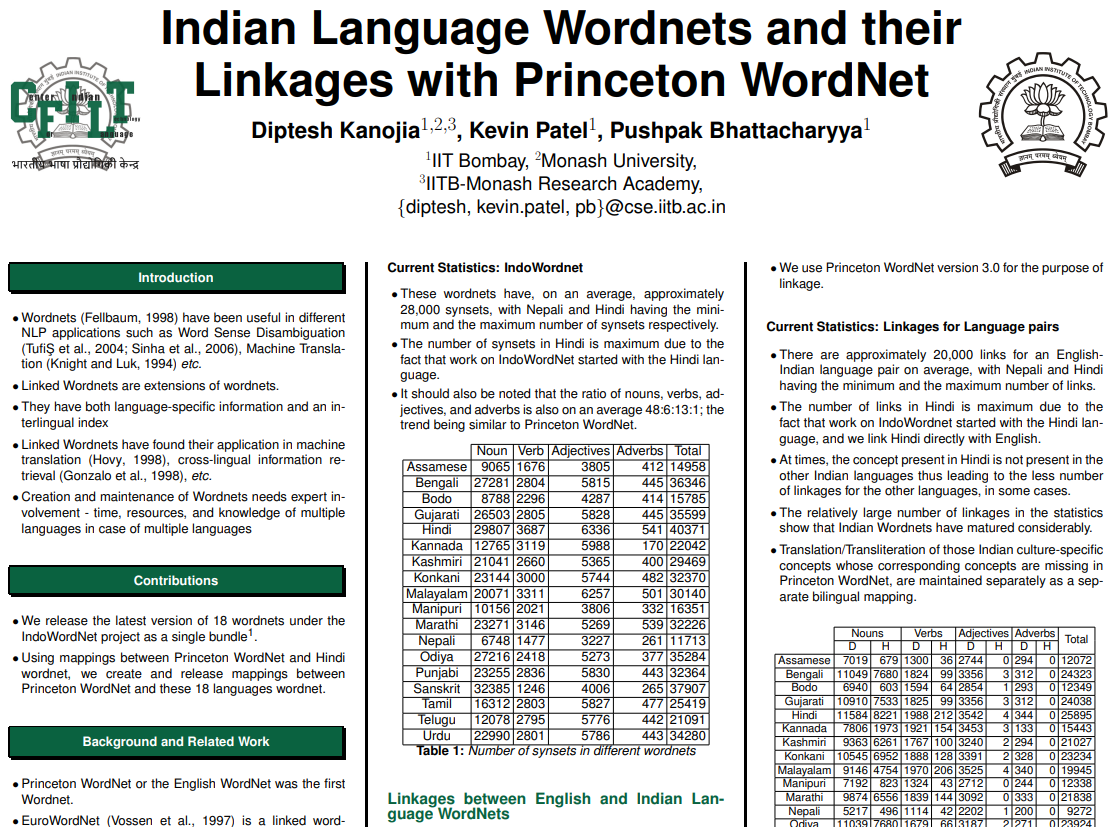 Indian Language Wordnets and their
Linkages with Princeton WordNet
Diptesh Kanojia1,2,3, Kevin Patel1, Pushpak Bhattacharyya1
1IIT Bombay, 2Monash University,
3IITB-Monash Research Academy,
{diptesh, kevin.patel, pb}@cse.iitb.ac.in
CFILT
भारतीय भाषा प्रौद्योगिकी केन्द्र
Introduction
• Wordnets (Fellbaum, 1998) have been useful in different
NLP applications such as Word Sense Disambiguation
(TufiŞ et al., 2004; Sinha et al., 2006), Machine Transla-
tion (Knight and Luk, 1994) etc.
• Linked Wordnets are extensions of wordnets.
• They have both language-specific information and an in-
terlingual index
• Linked Wordnets have found their application in machine
translation (Hovy, 1998), cross-lingual information re-
trieval (Gonzalo et al., 1998), etc.
• Creation and maintenance of Wordnets needs expert in-
volvement - time, resources, and knowledge of multiple
languages in case of multiple languages
Contributions
• We release the latest version of 18 wordnets under the
IndoWordNet project as a single bundle1.
• Using mappings between Princeton WordNet and Hindi
wordnet, we create and release mappings between
Princeton WordNet and these 18 languages wordnet.
Background and Related Work
• Princeton WordNet or the English WordNet was the first
Wordnet.
• EuroWordNet (Vossen et al., 1997) is a linked word-
Current Statistics: IndoWordnet
• These wordnets have, on an average, approximately
28,000 synsets, with Nepali and Hindi having the mini-
mum and the maximum number of synsets respectively.
• The number of synsets in Hindi is maximum due to the
fact that work on IndoWordNet started with the Hindi lan-
guage.
• It should also be noted that the ratio of nouns, verbs, ad-
jectives, and adverbs is also on an average 48:6:13:1; the
trend being similar to Princeton WordNet.
Noun Verb Adjectives Adverbs Total
Assamese 9065 1676 3805 412 14958
Bengali 27281 2804 5815 445 36346
Bodo 8788 2296 4287 414 15785
Gujarati 26503 2805 5828 445 35599
Hindi 29807 3687 6336 541 40371
Kannada 12765 3119 5988 170 22042
Kashmiri 21041 2660 5365 400 29469
Konkani 23144 3000 5744 482 32370
Malayalam 20071 3311 6257 501 30140
Manipuri 10156 2021 3806 332 16351
Marathi 23271 3146 5269 539 32226
Nepali 6748 1477 3227 261 11713
Odiya 27216 2418 5273 377 35284
Punjabi 23255 2836 5830 443 32364
Sanskrit 32385 1246 4006 265 37907
Tamil 16312 2803 5827 477 25419
Telugu 12078 2795 5776 442 21091
Urdu 22990 2801 5786 443 34280
Table 1: Number of synsets in different wordnets
Linkages between English and Indian Lan-
guage WordNets
• We use Princeton WordNet version 3.0 for the purpose of
linkage.
Current Statistics: Linkages for Language pairs
• There are approximately 20,000 links for an English-
Indian language pair on average, with Nepali and Hindi
having the minimum and the maximum number of links.
• The number of links in Hindi is maximum due to the
fact that work on IndoWordnet started with the Hindi lan-
guage, and we link Hindi directly with English.
• At times, the concept present in Hindi is not present in the
other Indian languages thus leading to the less number
of linkages for the other languages, in some cases.
• The relatively large number of linkages in the statistics
show that Indian Wordnets have matured considerably.
• Translation/Transliteration of those Indian culture-specific
concepts whose corresponding concepts are missing in
Princeton WordNet, are maintained separately as a sep-
arate bilingual mapping.
Nouns Verbs Adjectives Adverbs Total
D H D H D H D H
Assamese 7019 679 1300 36 2744 0 294 0 12072
Bengali 11049 7680 1824 99 3356 3 312 0 24323
Bodo 6940 603 1594 64 2854 1 293 0 12349
Gujarati 10910 7533 1825 99 3356 3 312 0 24038
Hindi 11584 8221 1988 212 3542 4 344 0 25895
Kannada 7806 1973 1921 154 3453 3 133 0 15443
Kashmiri 9363 6261 1767 100 3240 2 294 0 21027
Konkani 10545 6952 1888 128 3391 2 328 0 23234
Malayalam 9146 4754 1970 206 3525 4 340 0 19945
Manipuri 7192 823 1324 43 2712 0 244 0 12338
Marathi 9874 6556 1839 144 3092 0 333 0 21838
Nepali 5217 496 1114 42 2202 1 200 0 9272
Odiya 11039 7680 1679 66 3187 2 271 0 23924